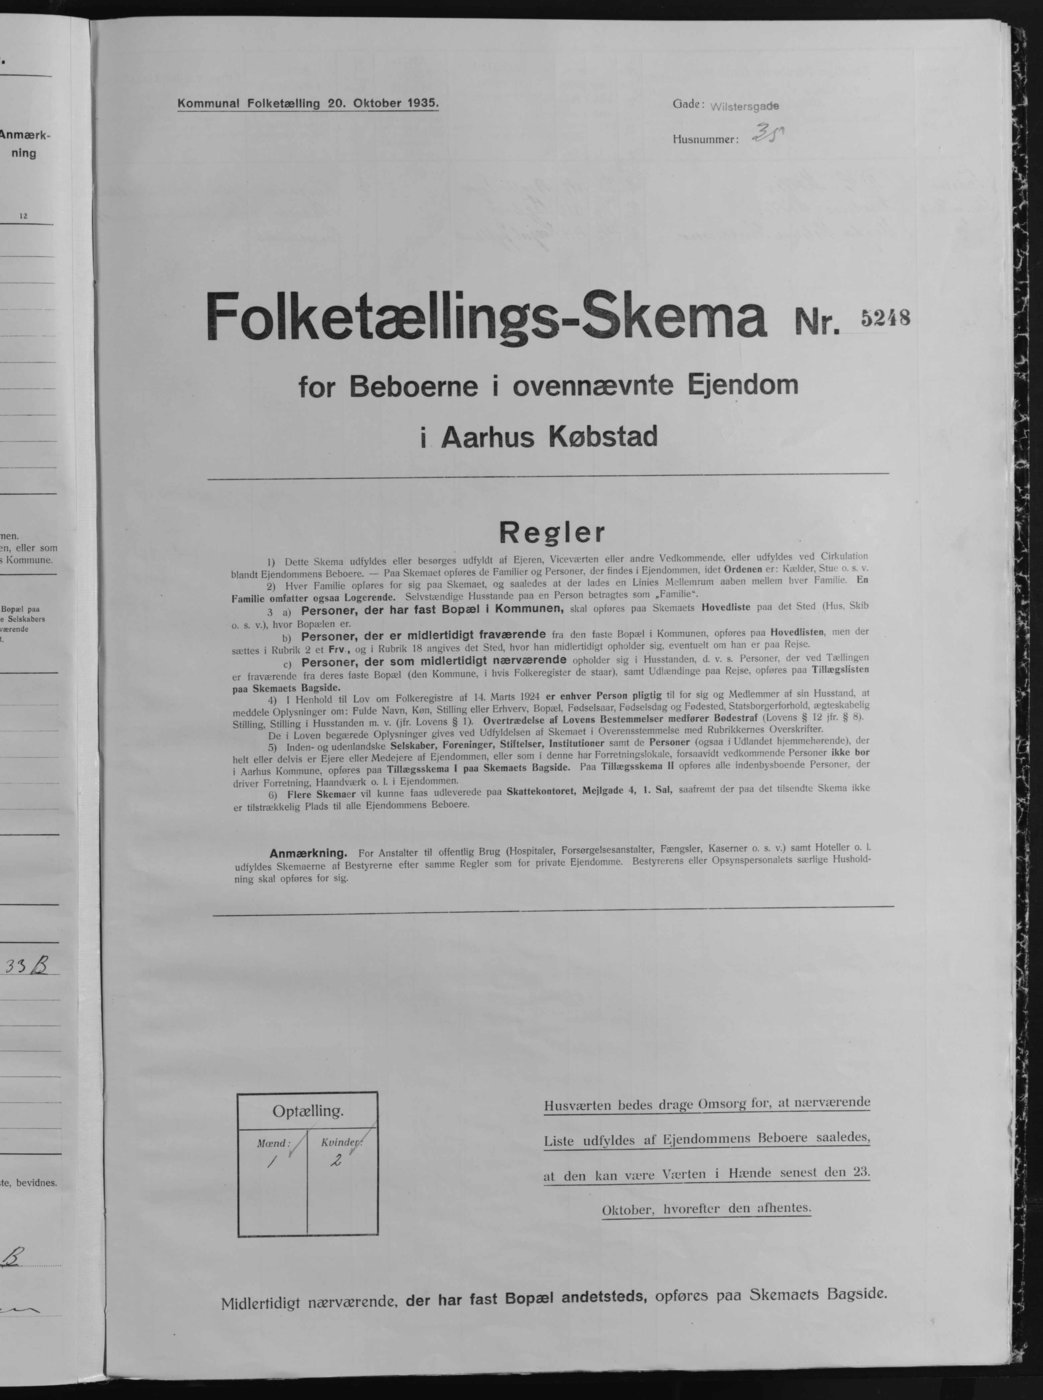 Anmærk-
ning
12
men.
en, eller som
s Kommune.
Bopæl paa
e Selskabers
værende
33 B
te, bevidnes.
B
Kommunal Folketælling 20. Oktober 1935.
Gade: Wilstersgade
Husnummer: 35
Folketællings-Skema Nr. 5248
for Beboerne i ovennævnte Ejendom
i Aarhus Købstad
Regler
1) Dette Skema udfyldes eller besørges udfyldt af Ejeren, Viceværten eller andre Vedkommende, eller udfyldes ved Cirkulation
blandt Ejendommens Beboere. — Paa Skemaet opføres de Familier og Personer, der findes i Ejendommen, idet Ordenen er: Kælder, Stue o. s. v.
2) Hver Familie opføres for sig paa Skemaet, og saaledes at der lades en Linies Mellemrum aaben mellem hver Familie. En
Familie omfatter ogsaa Logerende. Selvstændige Husstande paa en Person betragtes som „Familie“.
3 a) Personer, der har fast Bopæl i Kommunen, skal opføres paa Skemaets Hovedliste paa det Sted (Hus, Skib
o. s. v.), hvor Bopælen er.
b) Personer, der er midlertidigt fraværende fra den faste Bopæl i Kommunen, opføres paa Hovedlisten, men der
sættes i Rubrik 2 et Frv., og i Rubrik 18 angives det Sted, hvor han midlertidigt opholder sig, eventuelt om han er paa Rejse.
c) Personer, der som midlertidigt nærværende opholder sig i Husstanden, d. v. s. Personer, der ved Tællingen
er fraværende fra deres faste Bopæl (den Kommune, i hvis Folkeregister de staar), samt Udlændinge paa Rejse, opføres paa Tillægslisten
paa Skemaets Bagside.
4) I Henhold til Lov om Folkeregistre af 14. Marts 1924 er enhver Person pligtig til for sig og Medlemmer af sin Husstand, at
meddele Oplysninger om: Fulde Navn, Køn, Stilling eller Erhverv, Bopæl, Fødselsaar, Fødselsdag og Fødested, Statsborgerforhold, ægteskabelig
Stilling, Stilling i Husstanden m. v. (jfr. Lovens § 1). Overtrædelse af Lovens Bestemmelser medfører Bødestraf (Lovens § 12 jfr. § 8).
De i Loven begærede Oplysninger gives ved Udfyldelsen af Skemaet i Overensstemmelse med Rubrikkernes Overskrifter.
5) Inden- og udenlandske Selskaber, Foreninger, Stiftelser, Institutioner samt de Personer (ogsaa i Udlandet hjemmehørende), der
helt eller delvis er Ejere eller Medejere af Ejendommen, eller som i denne har Forretningslokale, forsaavidt vedkommende Personer ikke bor
i Aarhus Kommune, opføres paa Tillægsskema I paa Skemaets Bagside. Paa Tillægsskema II opføres alle indenbysboende Personer, der
driver Forretning, Haandværk o. l. i Ejendommen.
6) Flere Skemaer vil kunne faas udleverede paa Skattekontoret, Mejlgade 4, 1. Sal, saafremt der paa det tilsendte Skema ikke
er tilstrækkelig Plads til alle Ejendommens Beboere.
Anmærkning. For Anstalter til offentlig Brug (Hospitaler, Forsørgelsesanstalter, Fængsler, Kaserner o. s. v.) samt Hoteller o. l.
udfyldes Skemaerne af Bestyrerne efter samme Regler som for private Ejendomme. Bestyrerens eller Opsynspersonalets særlige Hushold-
ning skal opføres for sig.
Optælling.
Mænd: Kvinder:
1 2
Husværten bedes drage Omsorg for, at nærværende
Liste udfyldes af Ejendommens Beboere saaledes,
at den kan være Værten i Hænde senest den 23.
Oktober, hvorefter den afhentes.
Midlertidigt nærværende, der har fast Bopæl andetsteds, opføres paa Skemaets Bagside.